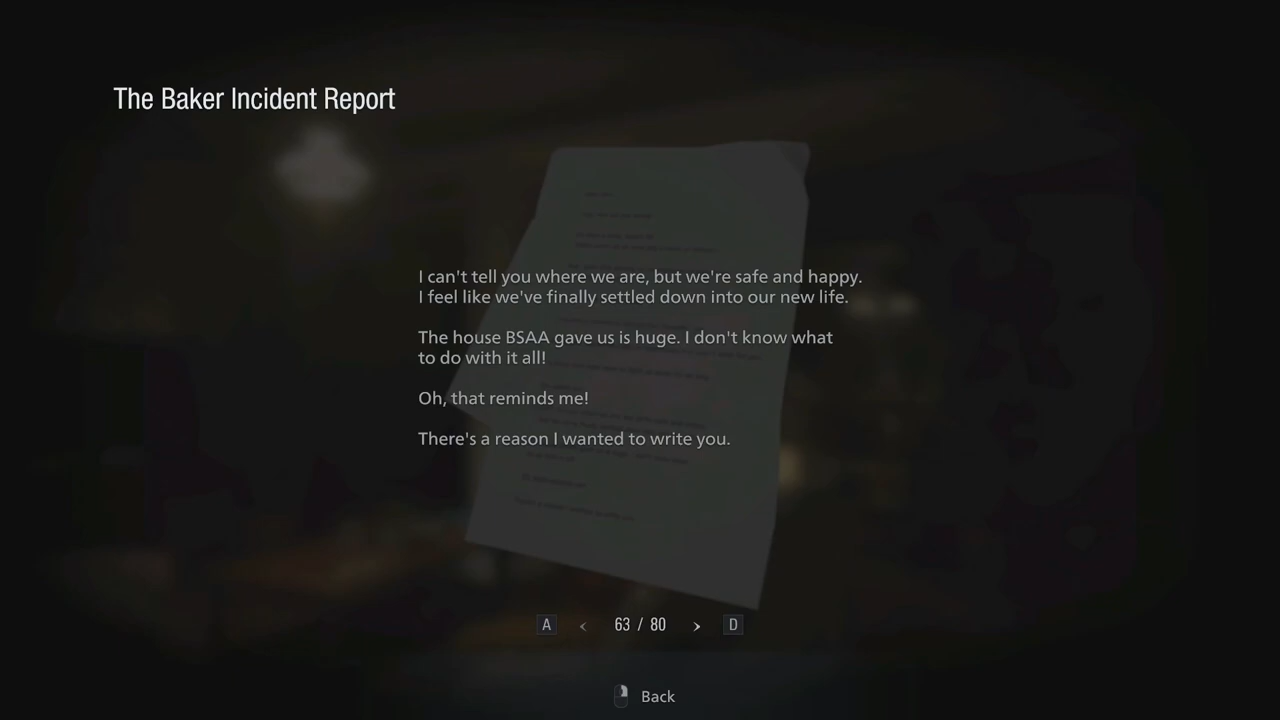 The Baker Incident Report
I can't tell you where we are, but we're safe and happy.
I feel like we've finally settled down into our new life.
The house BSAA gave us is huge. I don't know what
to do with it all!
Oh, that reminds me!
There's a reason I wanted to write you.
A < 63 / 80 > D
Back